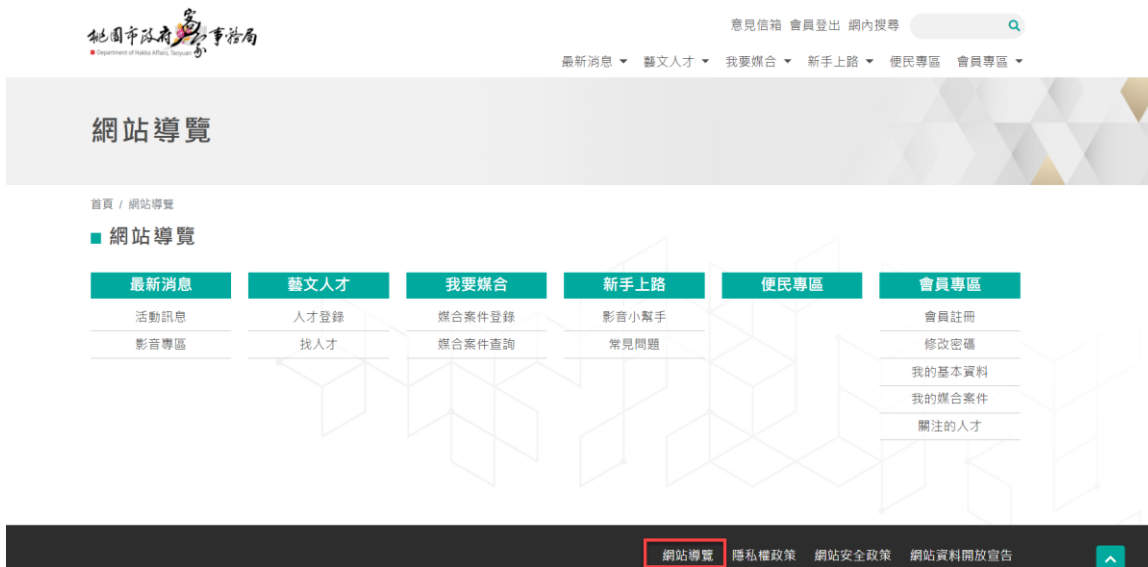 桃園市政府客家事務局
Department of Hakka Affairs, Taoyuan
意見信箱 會員登出 網內搜尋
最新消息 藝文人才 我要媒合 新手上路 便民專區 會員專區
網站導覽
首頁 / 網站導覽
網站導覽
最新消息 藝文人才 我要媒合 新手上路 便民專區 會員專區
活動訊息 人才登錄 媒合案件登錄 影音小幫手 會員註冊
影音專區 找人才 媒合案件查詢 常見問題 修改密碼
我的基本資料
我的媒合案件
關注的人才
網站導覽 隱私權政策 網站安全政策 網站資料開放宣告